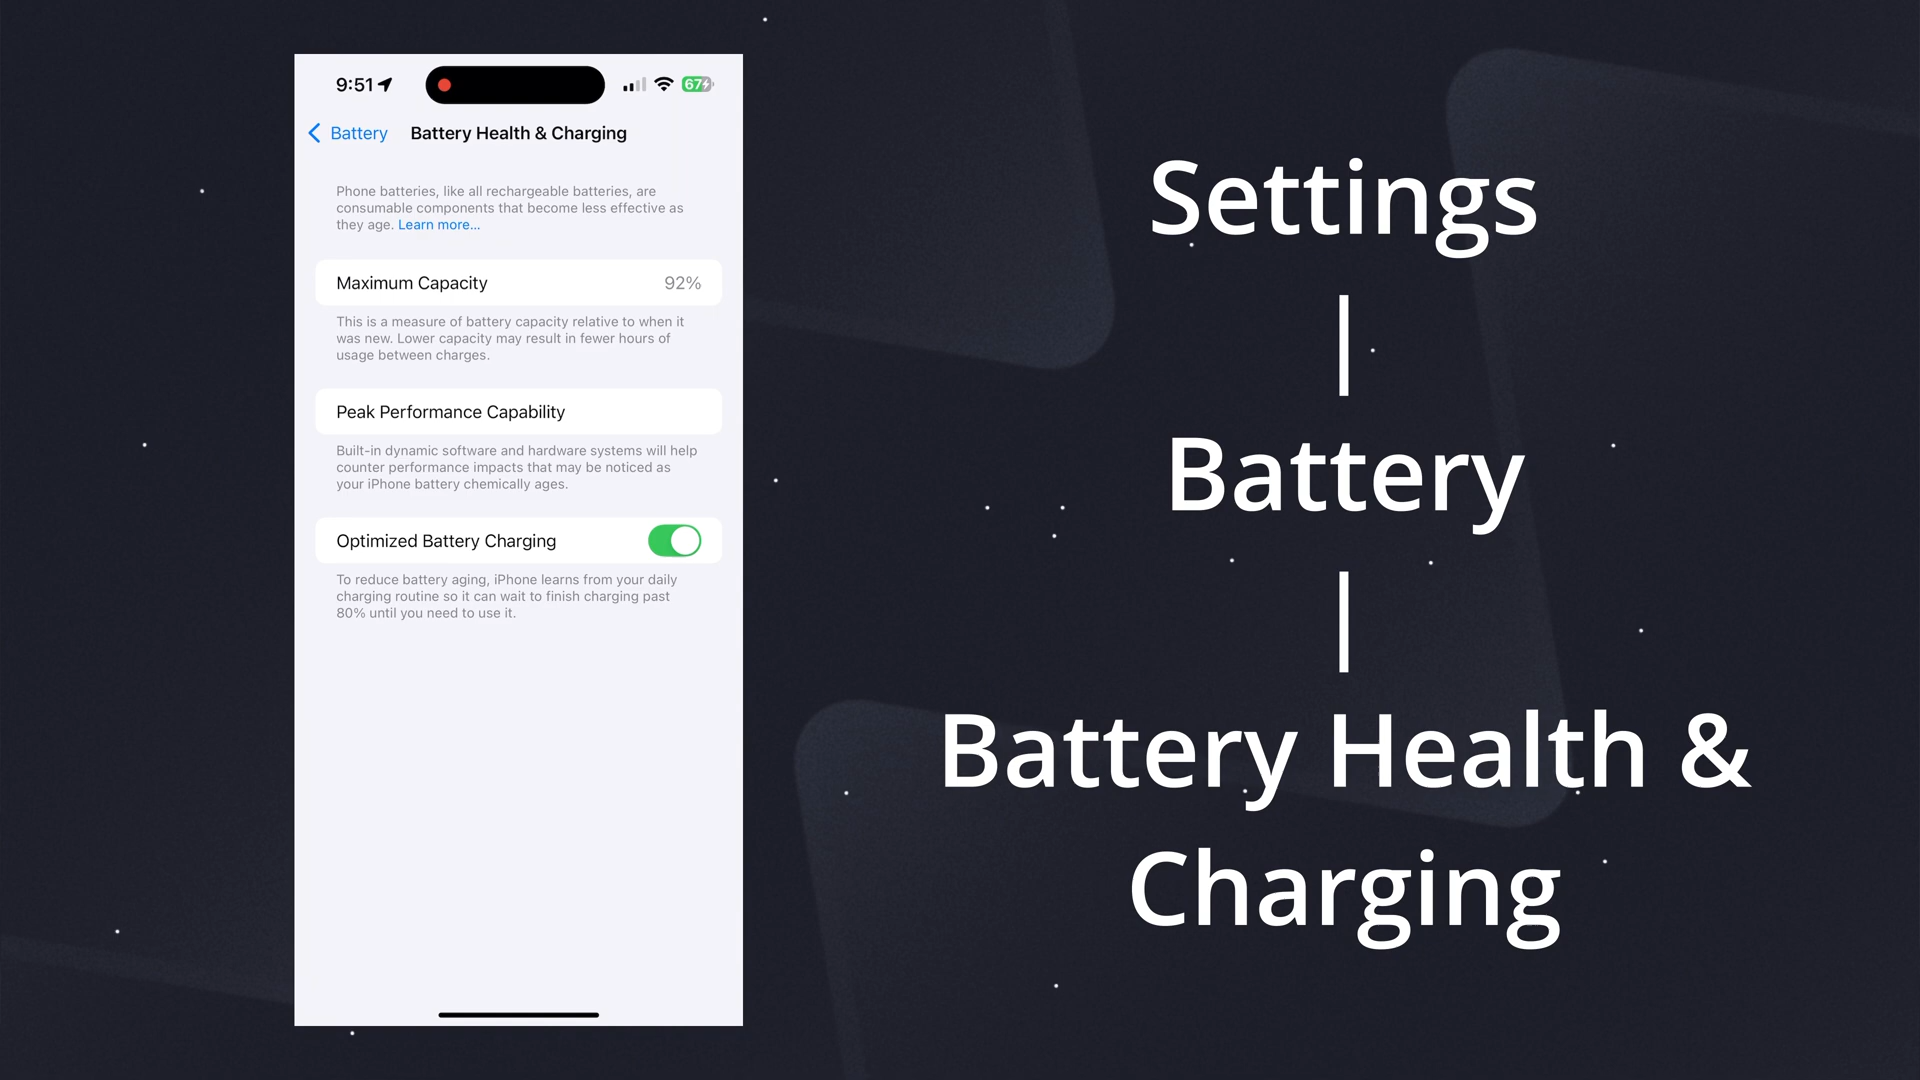 9:51
67
Battery
Battery Health & Charging
Phone batteries, like all rechargeable batteries, are
consumable components that become less effective as
they age. Learn more...
Maximum Capacity 92%
This is a measure of battery capacity relative to when it
was new. Lower capacity may result in fewer hours of
usage between charges.
Peak Performance Capability
Built-in dynamic software and hardware systems will help
counter performance impacts that may be noticed as
your iPhone battery chemically ages.
Optimized Battery Charging
To reduce battery aging, iPhone learns from your daily
charging routine so it can wait to finish charging past
80% until you need to use it.
Settings
Battery
Battery Health &
Charging